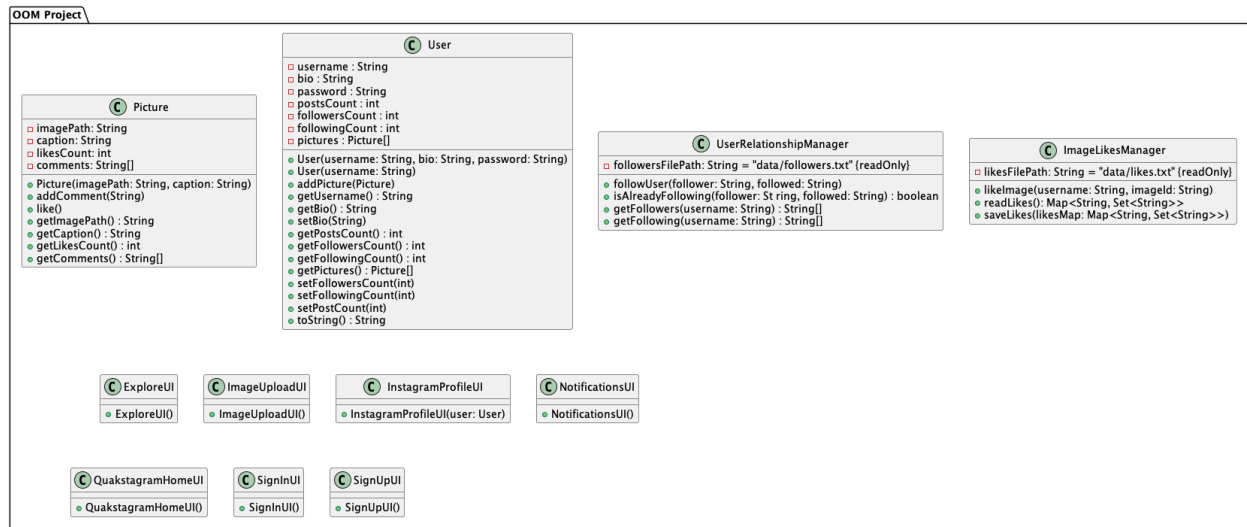 OOM Project
C Picture
imagePath: String
caption: String
likesCount: int
comments: String[]
Picture(imagePath: String, caption: String)
addComment(String)
like()
getImagePath() : String
getCaption() : String
getLikesCount() : int
getComments() : String[]
C User
username : String
bio : String
password : String
postsCount : int
followersCount : int
followingCount : int
pictures : Picture[]
User(username: String, bio: String, password: String)
User(username: String)
addPicture(Picture)
getUsername() : String
getBio() : String
setBio(String)
getPostsCount() : int
getFollowersCount() : int
getFollowingCount() : int
getPictures() : Picture[]
setFollowersCount(int)
setFollowingCount(int)
setPostCount(int)
toString() : String
C UserRelationshipManager
followersFilePath: String = "data/followers.txt" {readOnly}
followUser(follower: String, followed: String)
isAlreadyFollowing(follower: St ring, followed: String) : boolean
getFollowers(username: String) : String[]
getFollowing(username: String) : String[]
C ImageLikesManager
likesFilePath: String = "data/likes.txt" {readOnly}
likeImage(username: String, imageId: String)
readLikes(): Map<String, Set<String>>
saveLikes(likesMap: Map<String, Set<String>>)
C ExploreUI
ExploreUI()
C ImageUploadUI
ImageUploadUI()
C InstagramProfileUI
InstagramProfileUI(user: User)
C NotificationsUI
NotificationsUI()
C QuakstagramHomeUI
QuakstagramHomeUI()
C SignInUI
SignInUI()
C SignUpUI
SignUpUI()